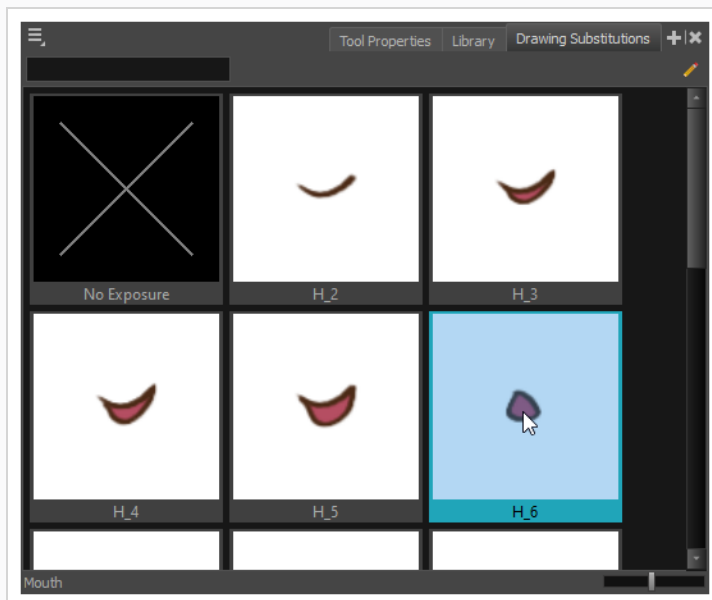 Tool Properties Library Drawing Substitutions
No Exposure H_2 H_3
H_4 H_5 H_6
Mouth